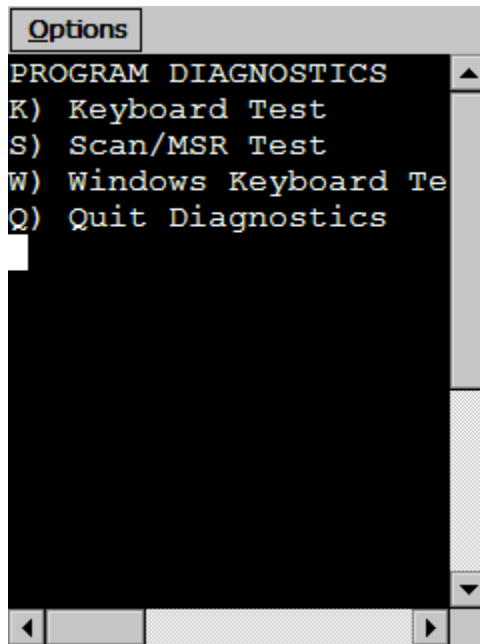 Options
PROGRAM DIAGNOSTICS
K) Keyboard Test
S) Scan/MSR Test
W) Windows Keyboard Te
Q) Quit Diagnostics